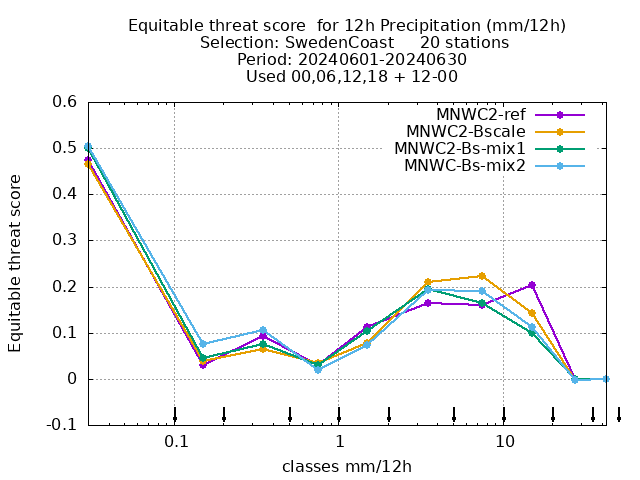 Equitable threat score  for 12h Precipitation (mm/12h)
Selection: SwedenCoast     20 stations
Period: 20240601-20240630
Used 00,06,12,18 + 12-00
MNWC2-ref
MNWC2-Bscale
MNWC2-Bs-mix1
MNWC-Bs-mix2
Equitable threat score
0.6
0.5
0.4
0.3
0.2
0.1
0
-0.1
0.1
1
10
classes mm/12h